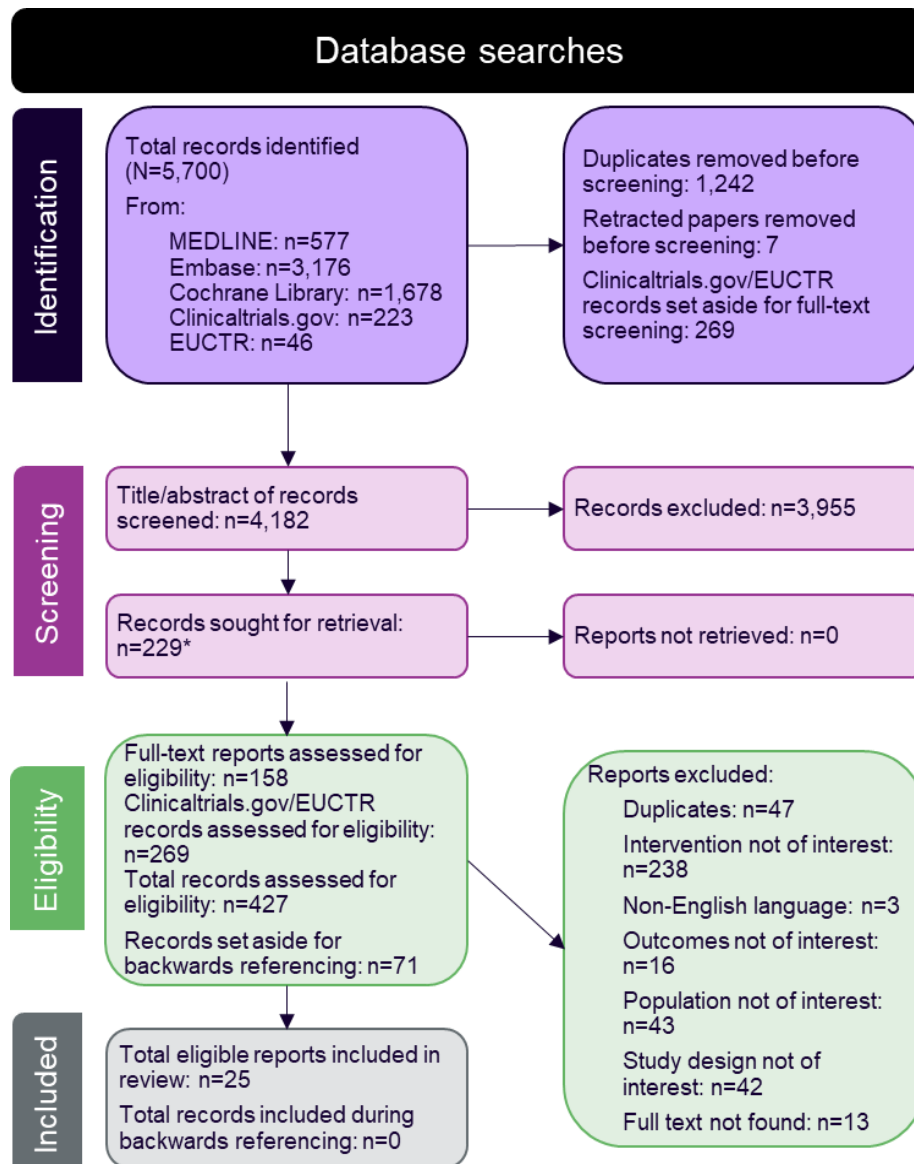 Database searches
Identification
Total records identified
(N=5,700)
From:
MEDLINE: n=577
Embase: n=3,176
Cochrane Library: n=1,678
Clinicaltrials.gov: n=223
EUCTR: n=46
Duplicates removed before
screening: 1,242
Retracted papers removed
before screening: 7
Clinicaltrials.gov/EUCTR
records set aside for full-text
screening: 269
Screening
Title/abstract of records
screened: n=4,182
Records excluded: n=3,955
Records sought for retrieval:
n=229*
Reports not retrieved: n=0
Eligibility
Full-text reports assessed for
eligibility: n=158
Clinicaltrials.gov/EUCTR
records assessed for eligibility:
n=269
Total records assessed for
eligibility: n=427
Records set aside for
backwards referencing: n=71
Reports excluded:
Duplicates: n=47
Intervention not of interest:
n=238
Non-English language: n=3
Outcomes not of interest:
n=16
Population not of interest:
n=43
Study design not of
interest: n=42
Full text not found: n=13
Included
Total eligible reports included in
review: n=25
Total records included during
backwards referencing: n=0